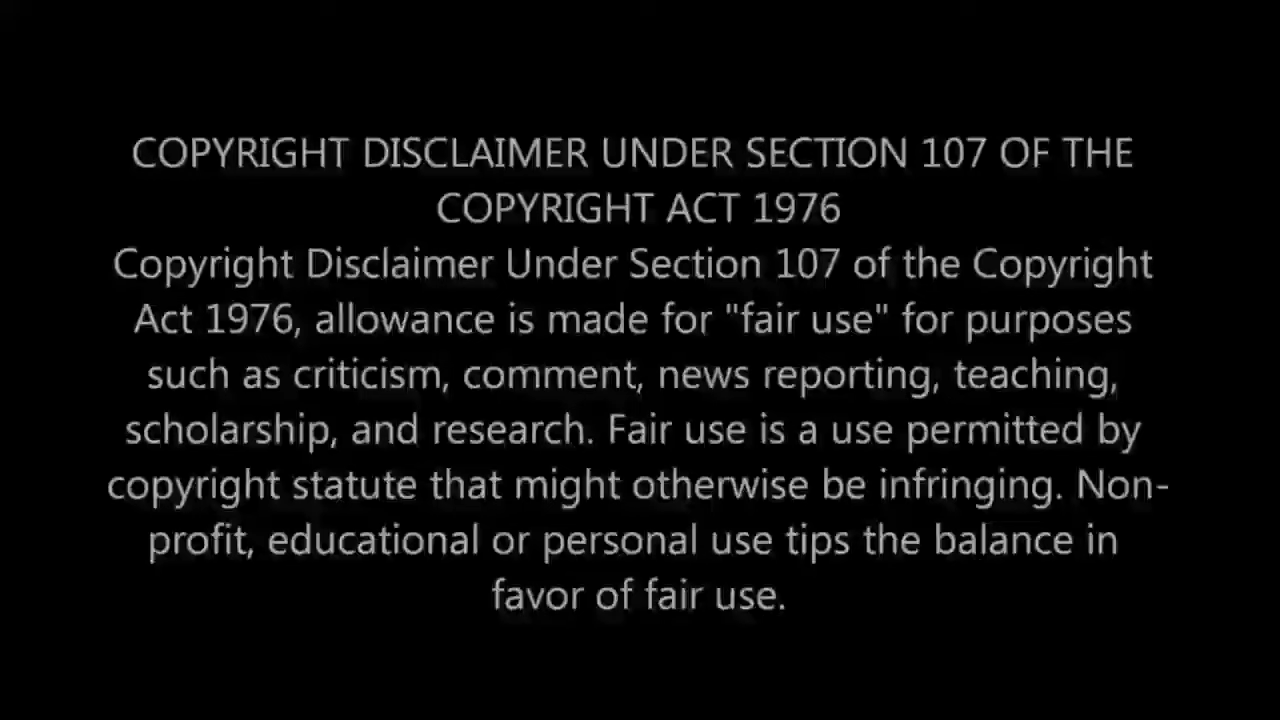 COPYRIGHT DISCLAIMER UNDER SECTION 107 OF THE
COPYRIGHT ACT 1976
Copyright Disclaimer Under Section 107 of the Copyright
Act 1976, allowance is made for "fair use" for purposes
such as criticism, comment, news reporting, teaching,
scholarship, and research. Fair use is a use permitted by
copyright statute that might otherwise be infringing. Non-
profit, educational or personal use tips the balance in
favor of fair use.